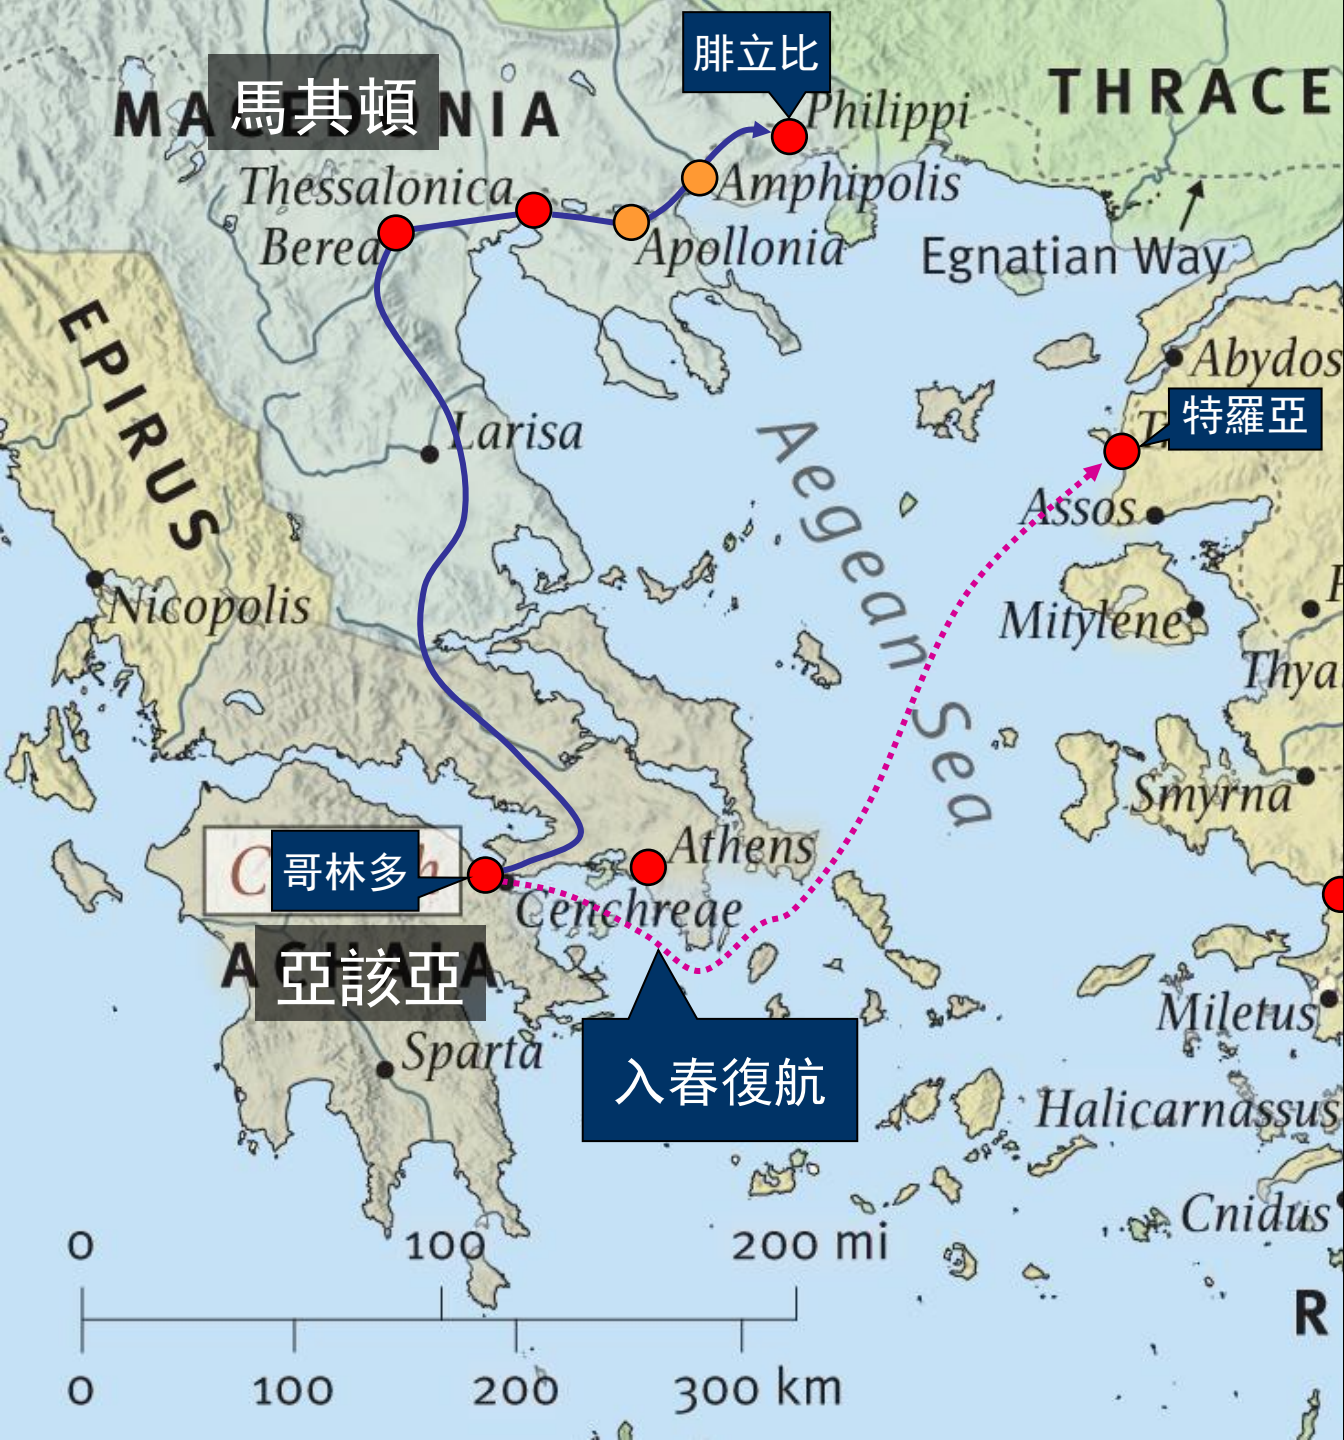 腓立比
THRACE
馬其頓
Philippi
Thessalonica
Amphipolis
Berea
Apollonia
Egnatian Way
EPIRUS
Abydos
特羅亞
Larisa
Aegean Sea
Assos
Nicopolis
Mitylene
Thya
Smyrna
Athens
哥林多
Cenchreae
亞該亞
Miletus
Sparta
入春復航
Halicarnassus
Cnidus
0 100 200 mi
R
0 100 200 300 km